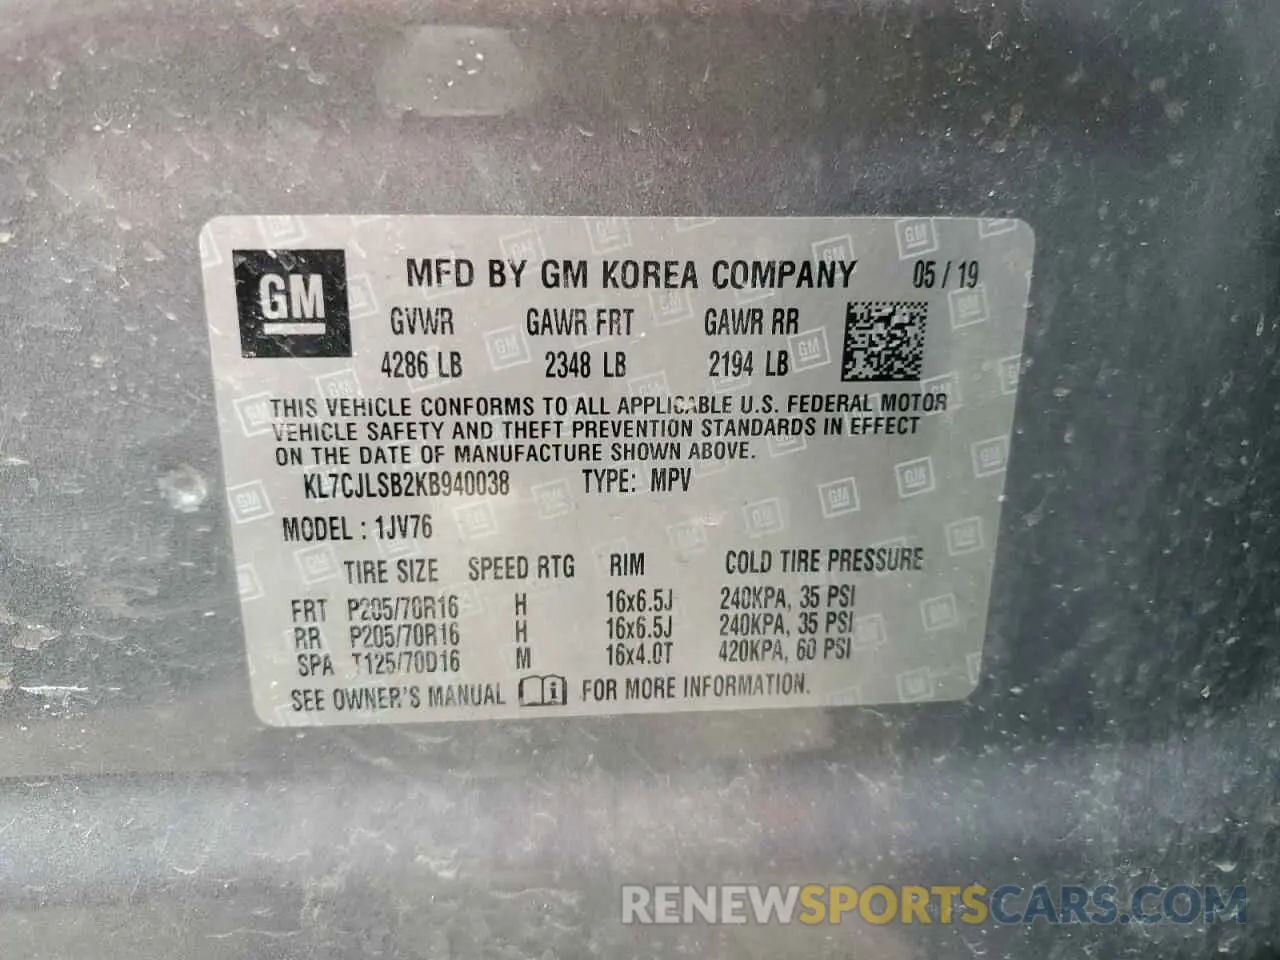 GM
MFD BY GM KOREA COMPANY 05 / 19
GVWR GAWR FRT GAWR RR
4286 LB 2348 LB 2194 LB
THIS VEHICLE CONFORMS TO ALL APPLICABLE U.S. FEDERAL MOTOR
VEHICLE SAFETY AND THEFT PREVENTION STANDARDS IN EFFECT
ON THE DATE OF MANUFACTURE SHOWN ABOVE.
KL7CJLSB2KB940038 TYPE: MPV
MODEL : 1JV76
TIRE SIZE SPEED RTG RIM COLD TIRE PRESSURE
FRT P205/70R16 H 16x6.5J 240KPA, 35 PSI
RR P205/70R16 H 16x6.5J 240KPA, 35 PSI
SPA T125/70D16 M 16x4.0T 420KPA, 60 PSI
SEE OWNER'S MANUAL FOR MORE INFORMATION.
RENEWSPORTSCARS.COM